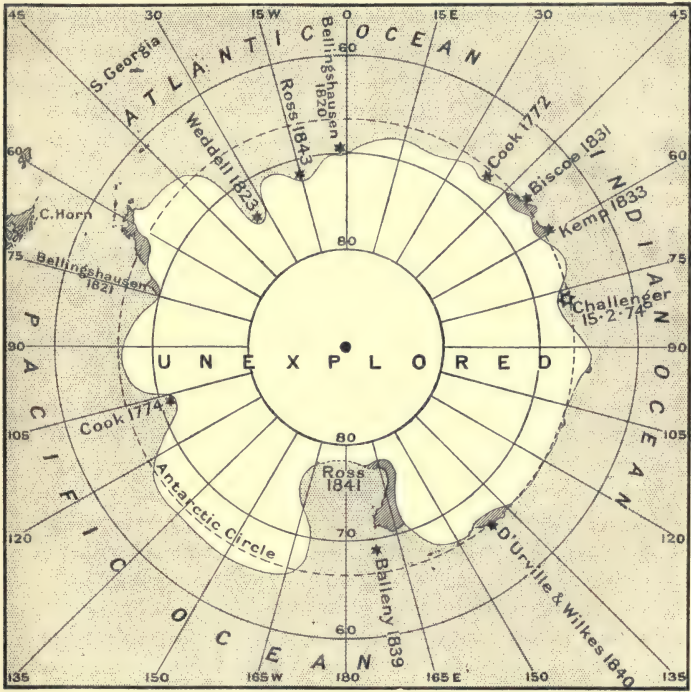 45
30
15 W
0
15 E
30
45
ATLANTIC OCEAN
S. Georgia
60
Bellingshausen
1820
Ross 1843
Weddell 1823
Cook 1772
Biscoe 1831
Kemp 1833
INDIAN OCEAN
60
60
C. Horn
75
Bellingshausen
1821
80
75
Challenger
15·2·74
90
UNEXPLORED
90
PACIFIC OCEAN
Cook 1774
105
80
105
Ross
1841
Antarctic Circle
70
120
120
D'Urville & Wilkes 1840
Balleny 1839
60
135
150
165 W
180
165 E
150
135